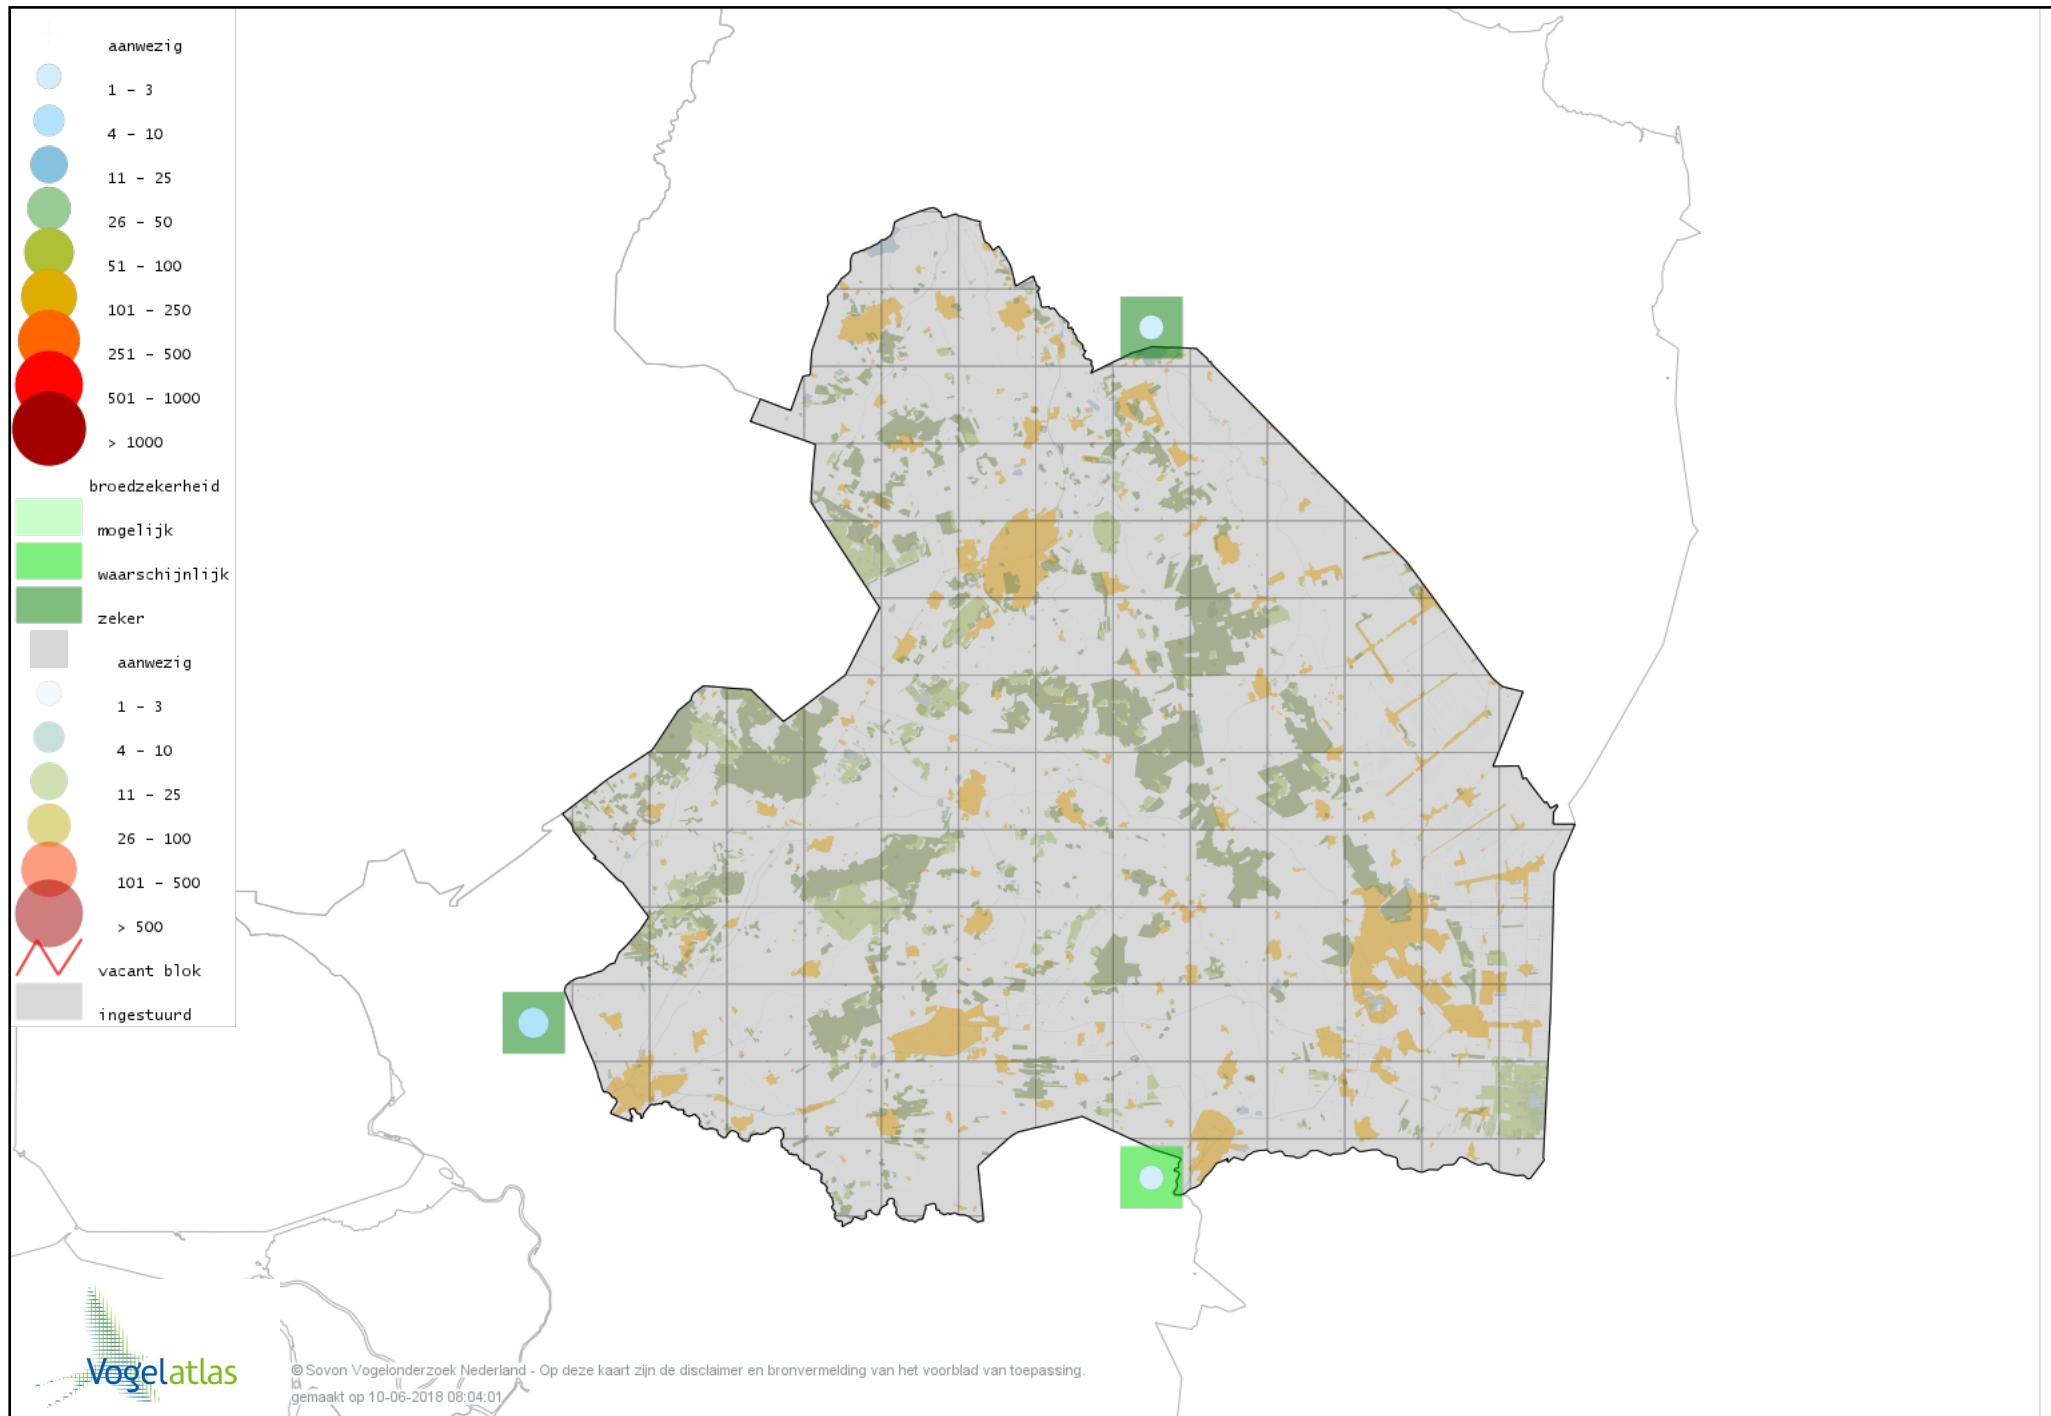 aanwezig
1 - 3
4 - 10
11 - 25
26 - 50
51 - 100
101 - 250
251 - 500
501 - 1000
> 1000
broedzekerheid
mogelijk
waarschijnlijk
zeker
aanwezig
1 - 3
4 - 10
11 - 25
26 - 100
101 - 500
> 500
vacant blok
ingestuurd
Vogelatlas
© Sovon Vogelonderzoek Nederland - Op deze kaart zijn de disclaimer en bronvermelding van het voorblad van toepassing.
gemaakt op 10-06-2018 08:04:01